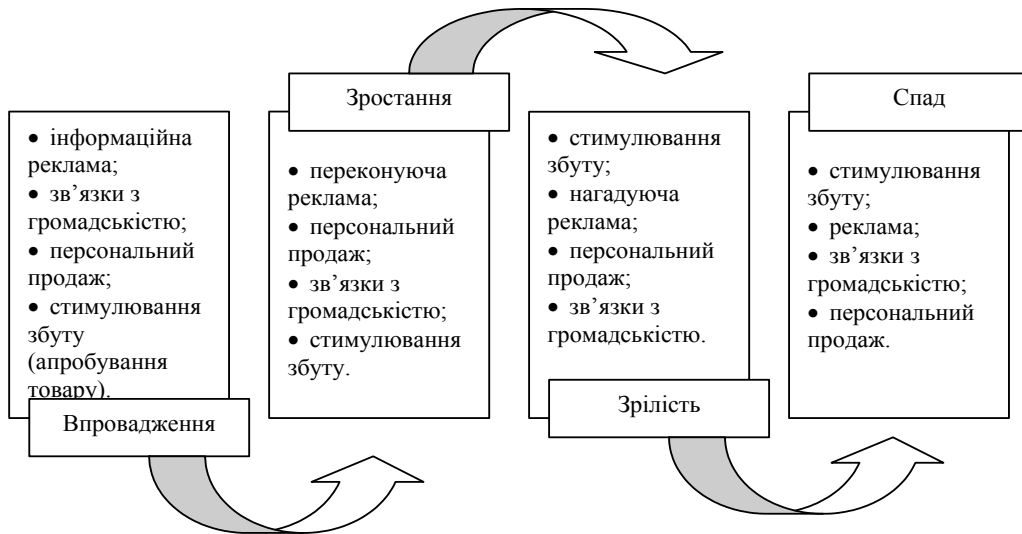 • інформаційна
реклама;
• зв’язки з
громадськістю;
• персональний
продаж;
• стимулювання
збуту
(апробування
товару).
Впровадження
Зростання
• переконуюча
реклама;
• персональний
продаж;
• зв’язки з
громадськістю;
• стимулювання
збуту.
• стимулювання
збуту;
• нагадуюча
реклама;
• персональний
продаж;
• зв’язки з
громадськістю.
Зрілість
Спад
• стимулювання
збуту;
• реклама;
• зв’язки з
громадськістю;
• персональний
продаж.